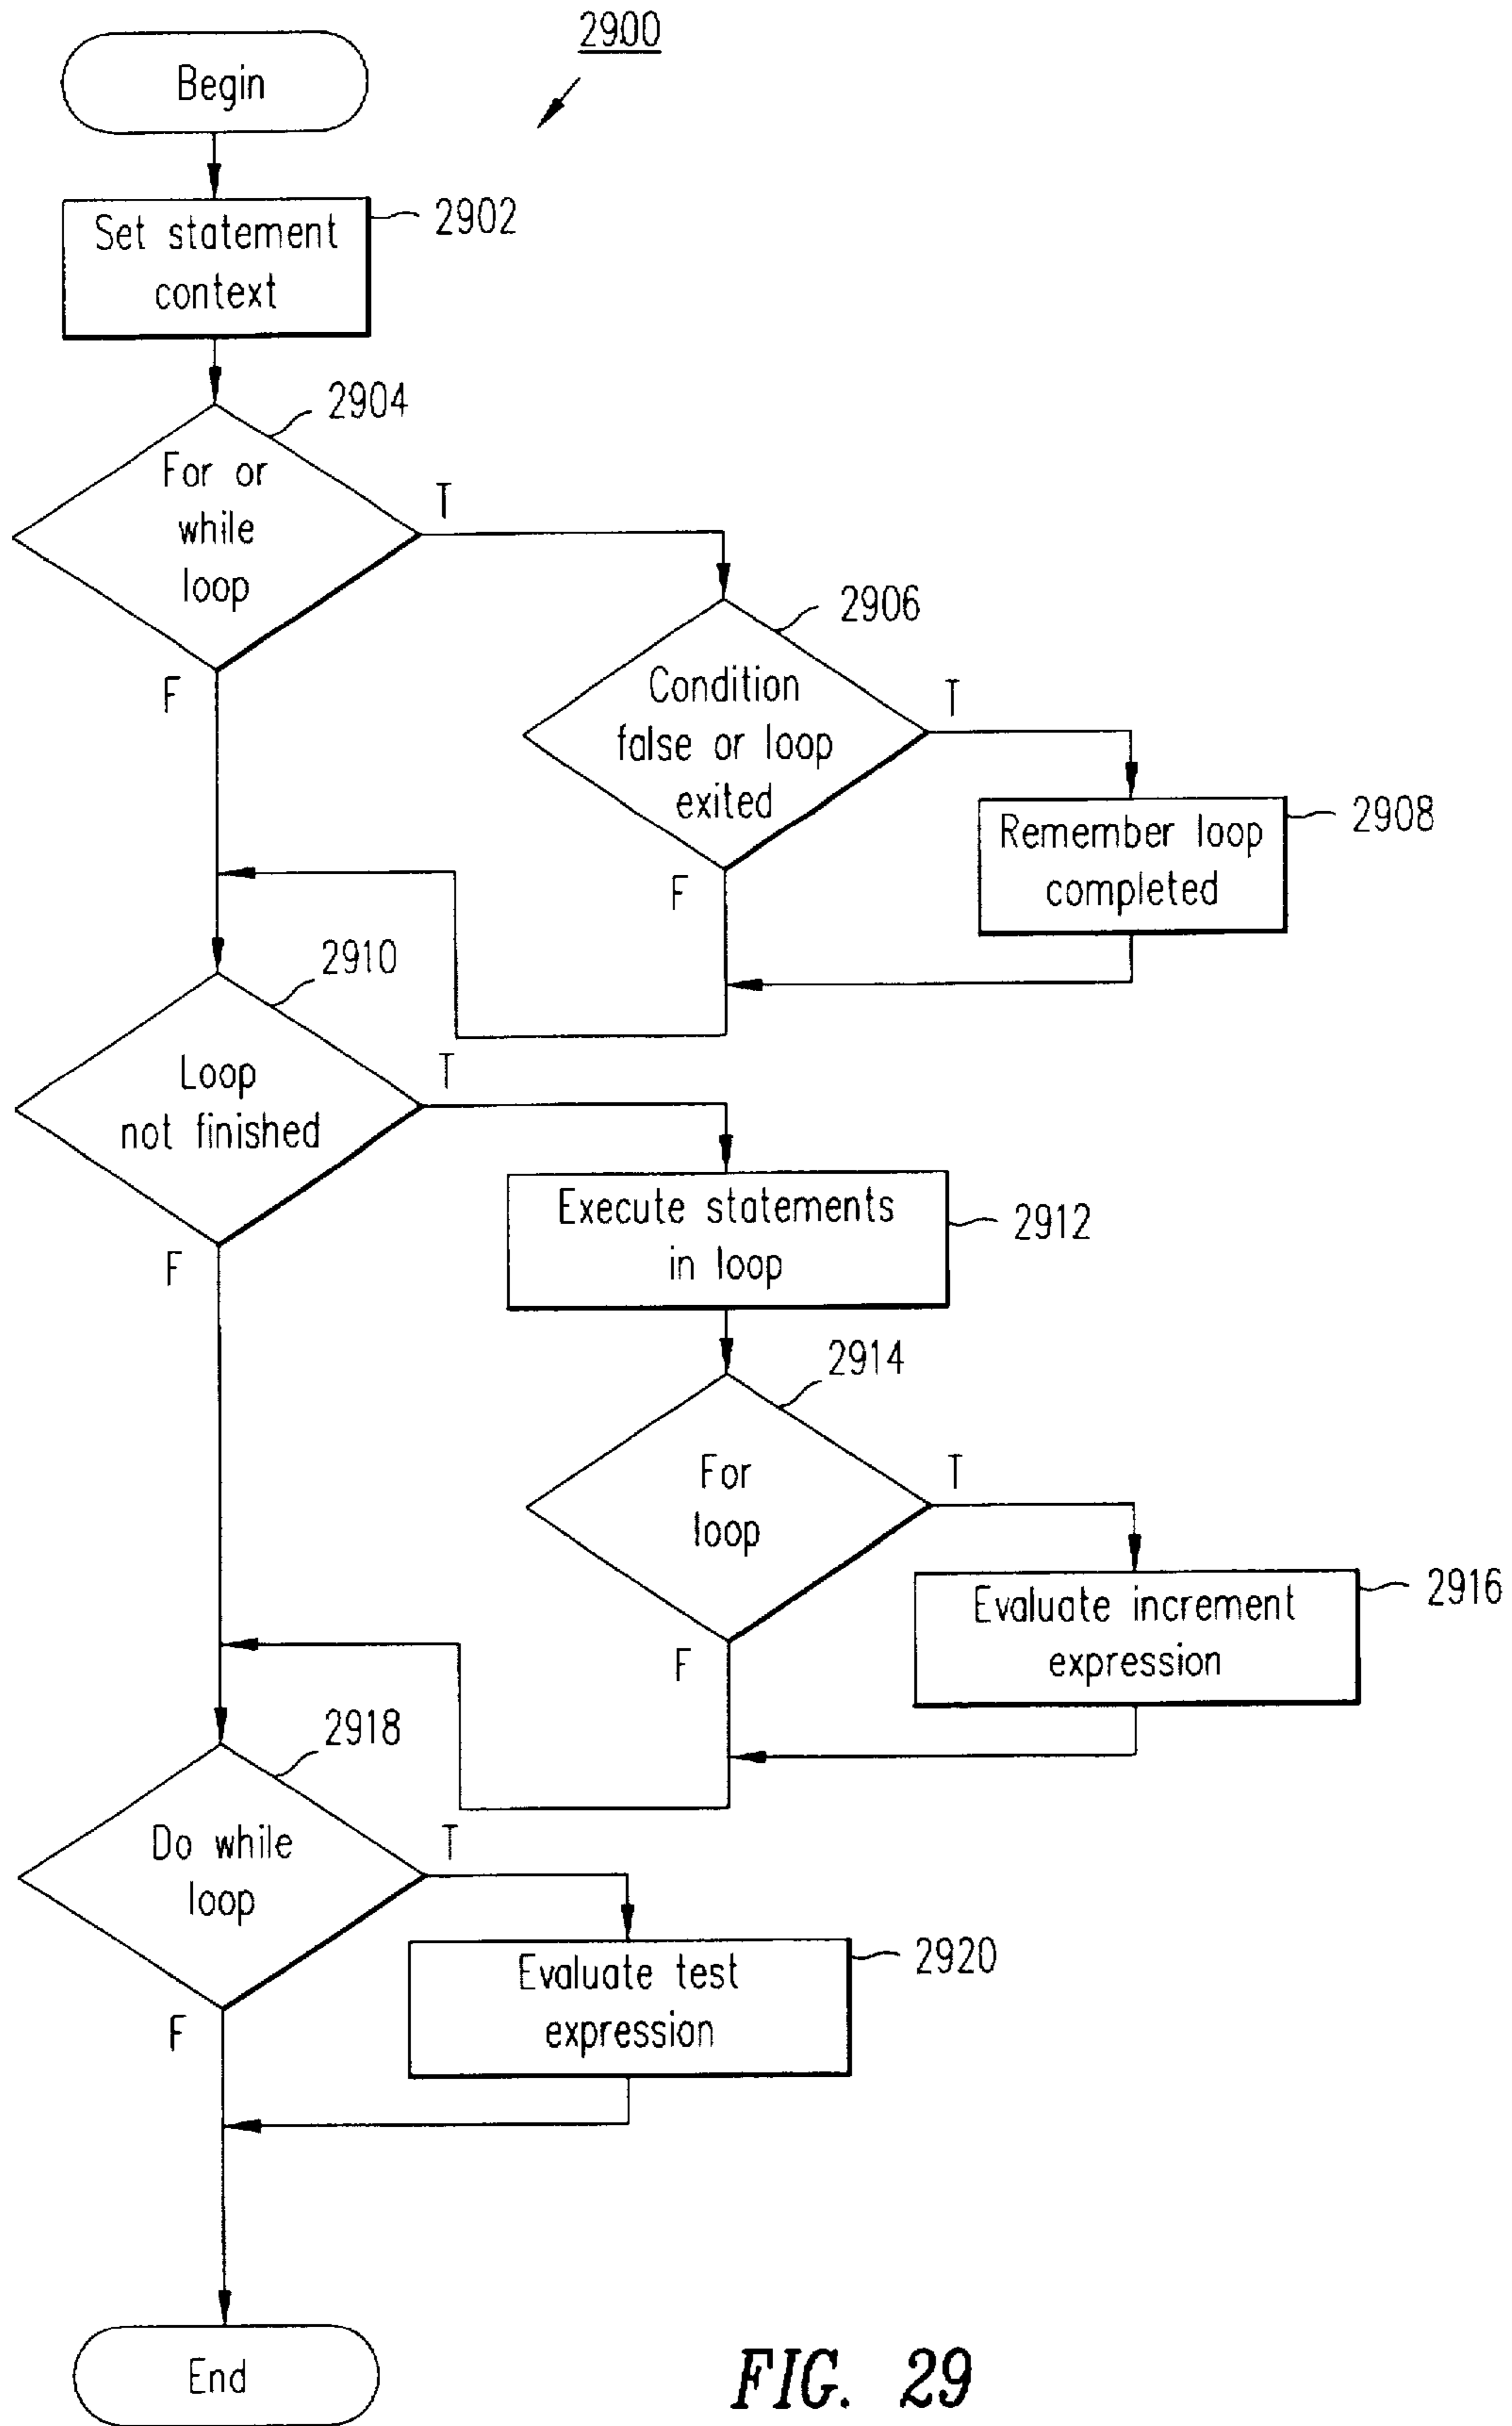 2900
Begin
Set statement
context
2902
2904
For or
while
loop
T
F
2906
Condition
false or loop
exited
T
F
2908
Remember loop
completed
2910
Loop
not finished
T
F
Execute statements
in loop
2912
2914
For
loop
T
F
Evaluate increment
expression
2916
2918
Do while
loop
T
F
Evaluate test
expression
2920
End
FIG. 29